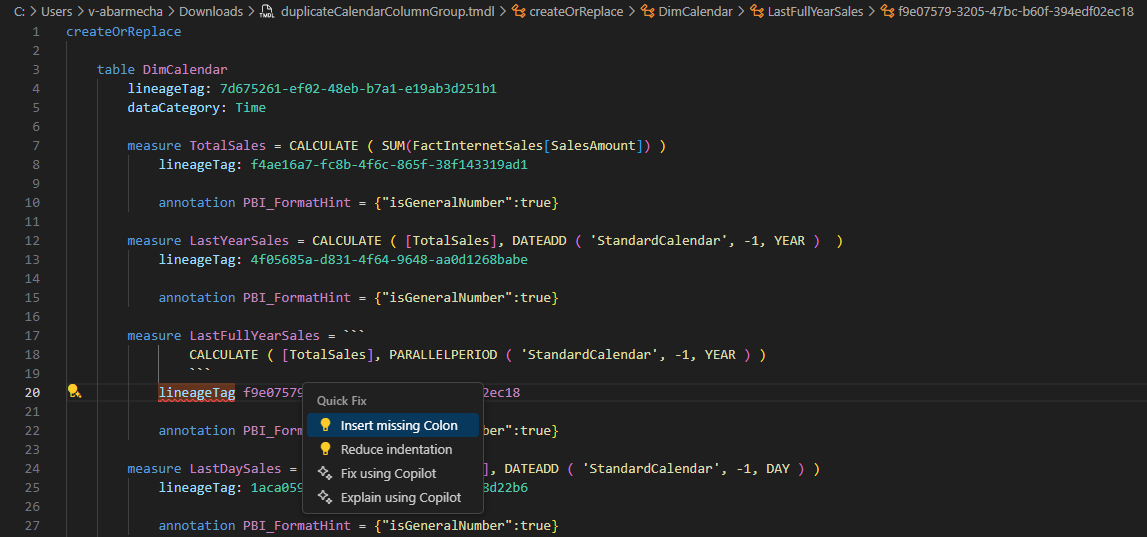 C: > Users > v-abarmecha > Downloads > duplicateCalendarColumnGroup.tmdl > createOrReplace > DimCalendar > LastFullYearSales > f9e07579-3205-47bc-b60f-394edf02ec18
1 createOrReplace
2
3 table DimCalendar
4 lineageTag: 7d675261-ef02-48eb-b7a1-e19ab3d251b1
5 dataCategory: Time
6
7 measure TotalSales = CALCULATE ( SUM(FactInternetSales[SalesAmount]) )
8 lineageTag: f4ae16a7-fc8b-4f6c-865f-38f143319ad1
9
10 annotation PBI_FormatHint = {"isGeneralNumber":true}
11
12 measure LastYearSales = CALCULATE ( [TotalSales], DATEADD ( 'StandardCalendar', -1, YEAR )  )
13 lineageTag: 4f05685a-d831-4f64-9648-aa0d1268babe
14
15 annotation PBI_FormatHint = {"isGeneralNumber":true}
16
17 measure LastFullYearSales = ```
18 CALCULATE ( [TotalSales], PARALLELPERIOD ( 'StandardCalendar', -1, YEAR ) )
19 ```
20 lineageTag f9e07579 2ec18
21
22 annotation PBI_Form ber":true}
23
24 measure LastDaySales = ], DATEADD ( 'StandardCalendar', -1, DAY ) )
25 lineageTag: 1aca059 8d22b6
26
27 annotation PBI_FormatHint = {"isGeneralNumber":true}
Quick Fix
Insert missing Colon
Reduce indentation
Fix using Copilot
Explain using Copilot